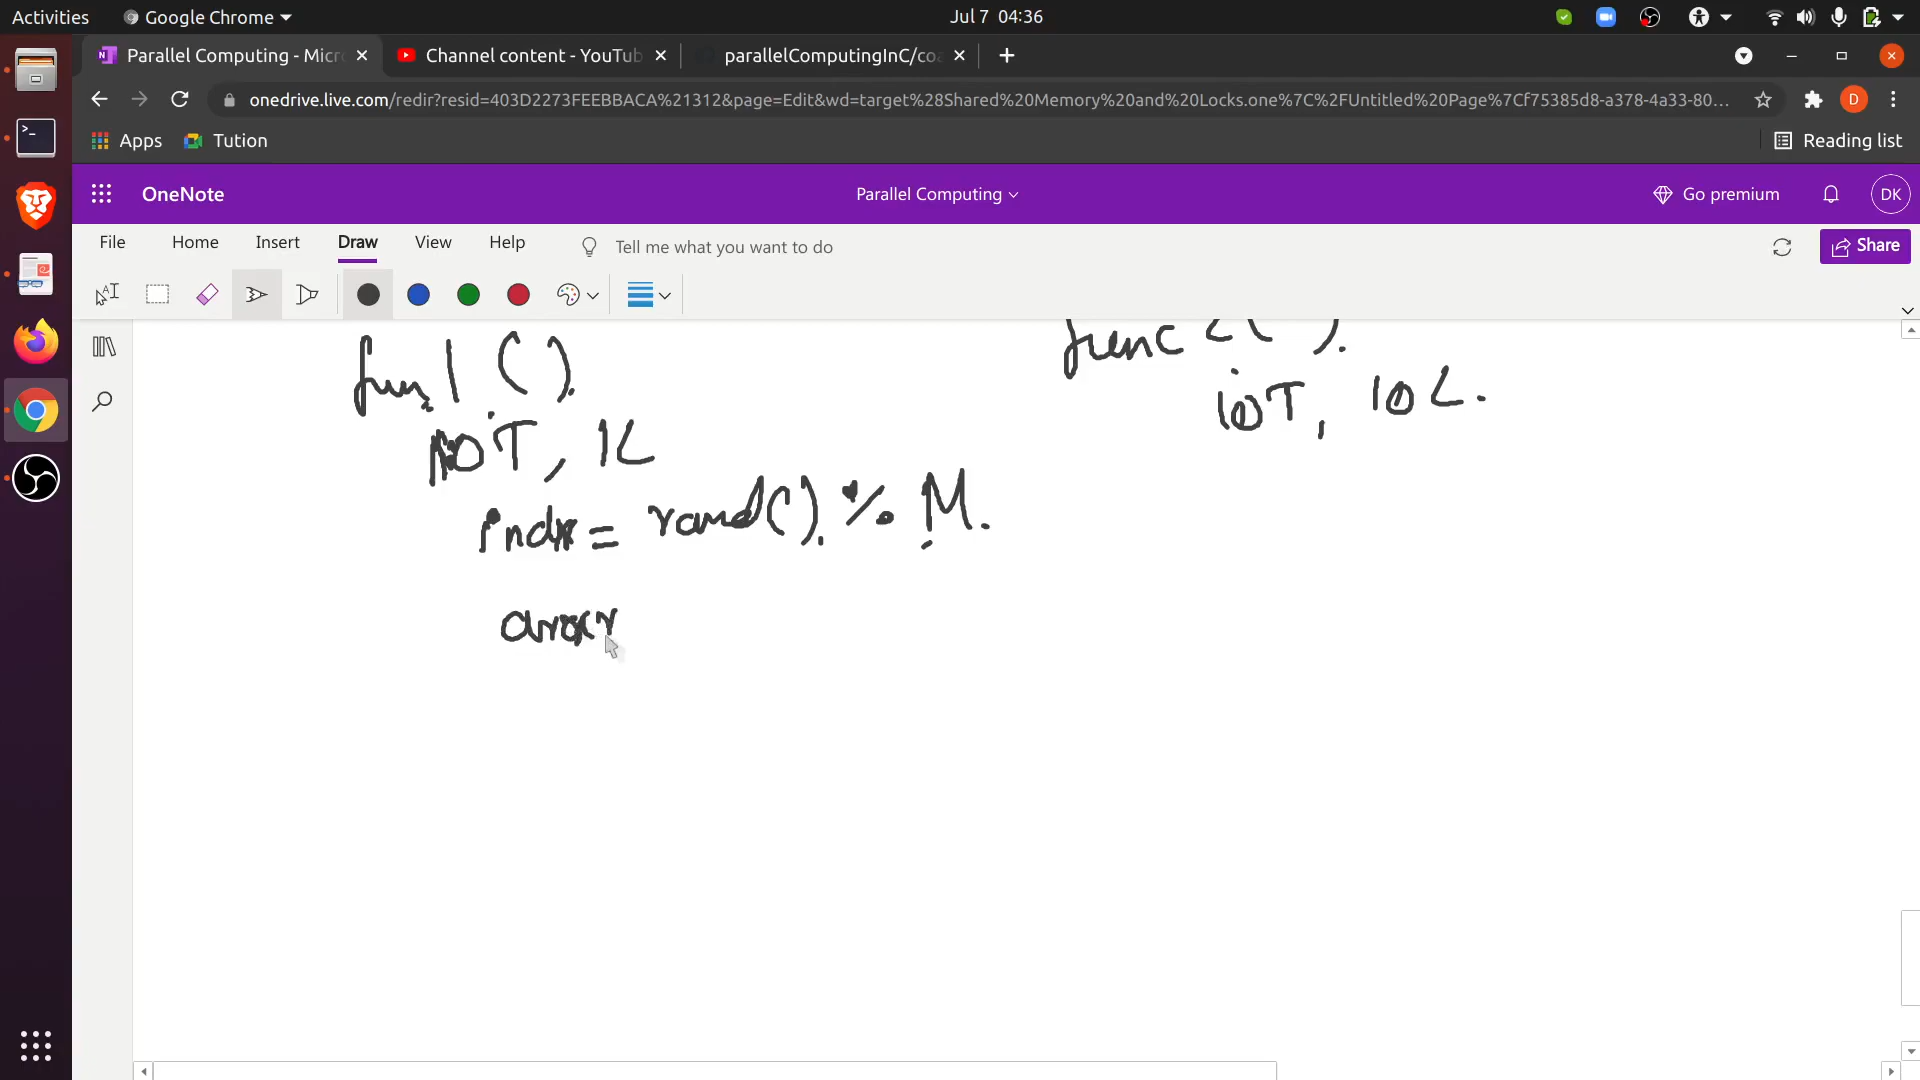 Activities
Google Chrome
Jul 7 04:36
Parallel Computing - Micr
Channel content - YouTub
parallelComputingInC/coa
onedrive.live.com/redir?resid=403D2273FEEBBACA%21312&page=Edit&wd=target%28Shared%20Memory%20and%20Locks.one%7C%2FUntitled%20Page%7Cf75385d8-a378-4a33-80...
D
Apps
Tution
Reading list
OneNote
Parallel Computing
Go premium
DK
File
Home
Insert
Draw
View
Help
Tell me what you want to do
Share
fun1 ().
10T, 1L
indx = rand() % M.
func 2().
10T, 10L.